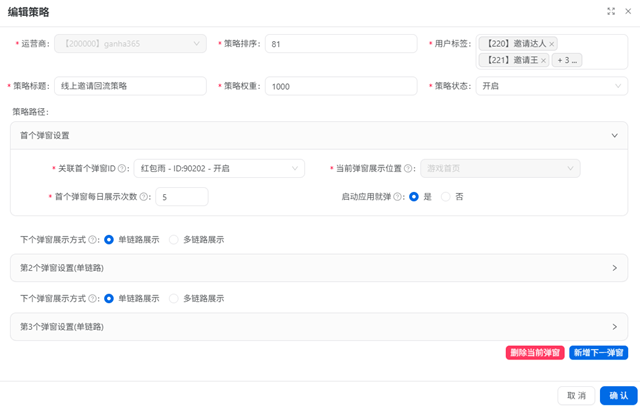 编辑策略
* 运营商: 【200000】ganha365 * 策略排序: 81 * 用户标签: 【220】邀请达人 ×
【221】邀请王 × + 3 ...
* 策略标题: 线上邀请回流策略 * 策略权重: 1000 * 策略状态: 开启
策略路径:
首个弹窗设置
* 关联首个弹窗ID ?: 红包雨 - ID:90202 - 开启 * 当前弹窗展示位置 ?: 游戏首页
* 首个弹窗每日展示次数 ?: 5 启动应用就弹 ?: 是 否
下个弹窗展示方式 ?: 单链路展示 多链路展示
第2个弹窗设置(单链路)
下个弹窗展示方式 ?: 单链路展示 多链路展示
第3个弹窗设置(单链路)
删除当前弹窗 新增下一弹窗
取 消 确 认